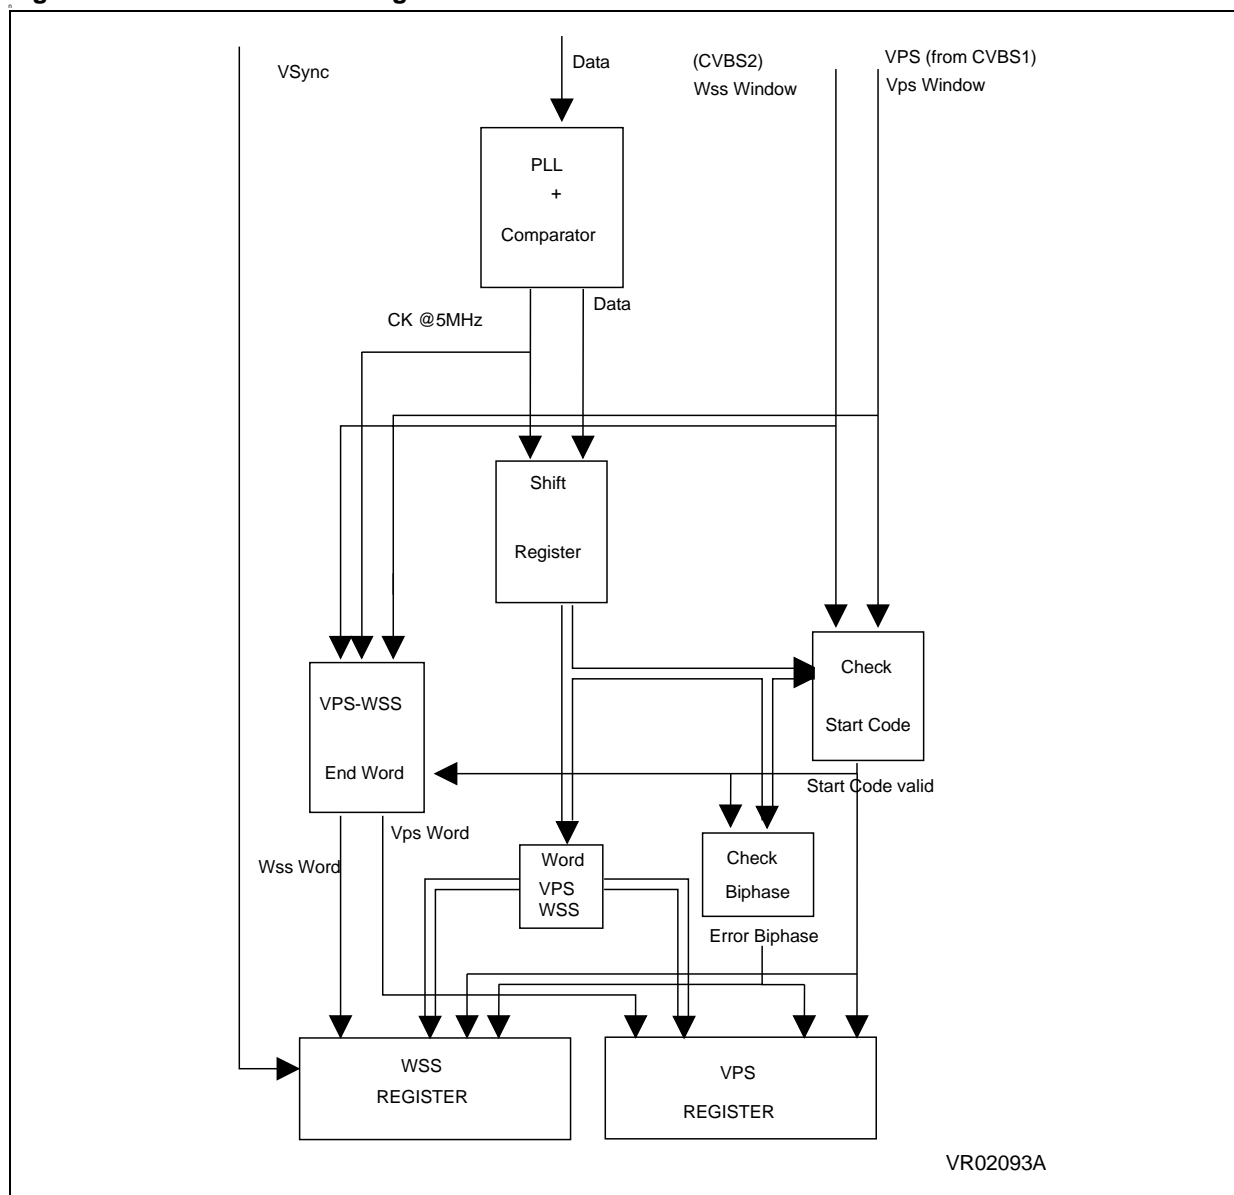 VSync
Data
(CVBS2)
Wss Window
VPS (from CVBS1)
Vps Window
PLL
+
Comparator
CK @5MHz
Data
Shift
Register
VPS-WSS
End Word
Check
Start Code
Start Code valid
Wss Word
Vps Word
Word
VPS
WSS
Check
Biphase
Error Biphase
WSS
REGISTER
VPS
REGISTER
VR02093A